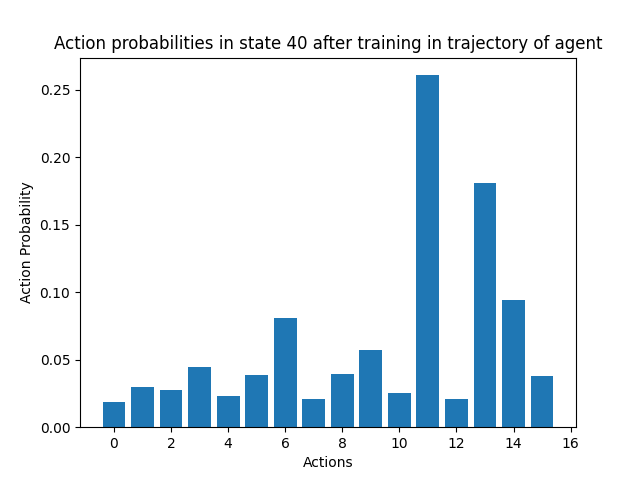 Action probabilities in state 40 after training in trajectory of agent
0.25
0.20
0.15
0.10
0.05
0.00
Action Probability
0 2 4 6 8 10 12 14 16
Actions